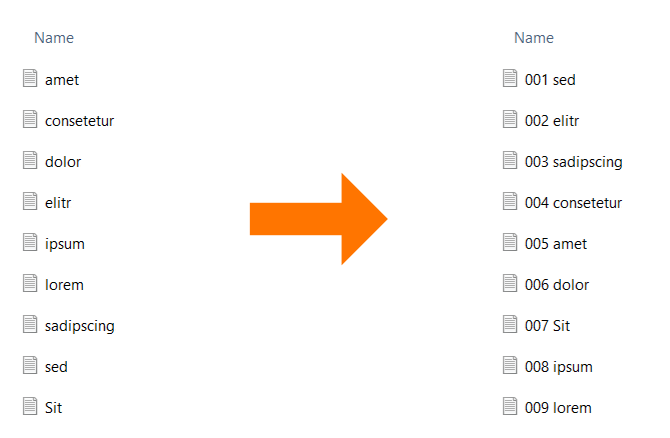 Name
amet
consetetur
dolor
elitr
ipsum
lorem
sadipscing
sed
Sit
Name
001 sed
002 elitr
003 sadipscing
004 consetetur
005 amet
006 dolor
007 Sit
008 ipsum
009 lorem